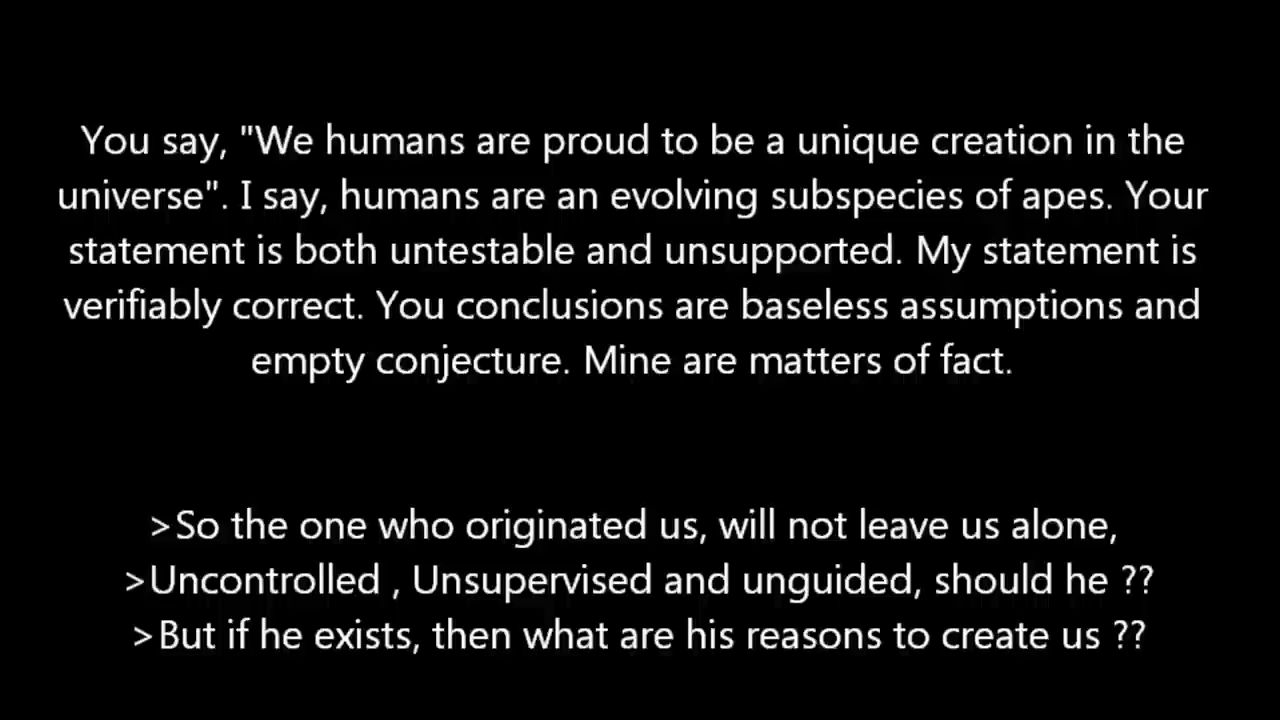 You say, "We humans are proud to be a unique creation in the
universe". I say, humans are an evolving subspecies of apes. Your
statement is both untestable and unsupported. My statement is
verifiably correct. You conclusions are baseless assumptions and
empty conjecture. Mine are matters of fact.
>So the one who originated us, will not leave us alone,
>Uncontrolled , Unsupervised and unguided, should he ??
>But if he exists, then what are his reasons to create us ??